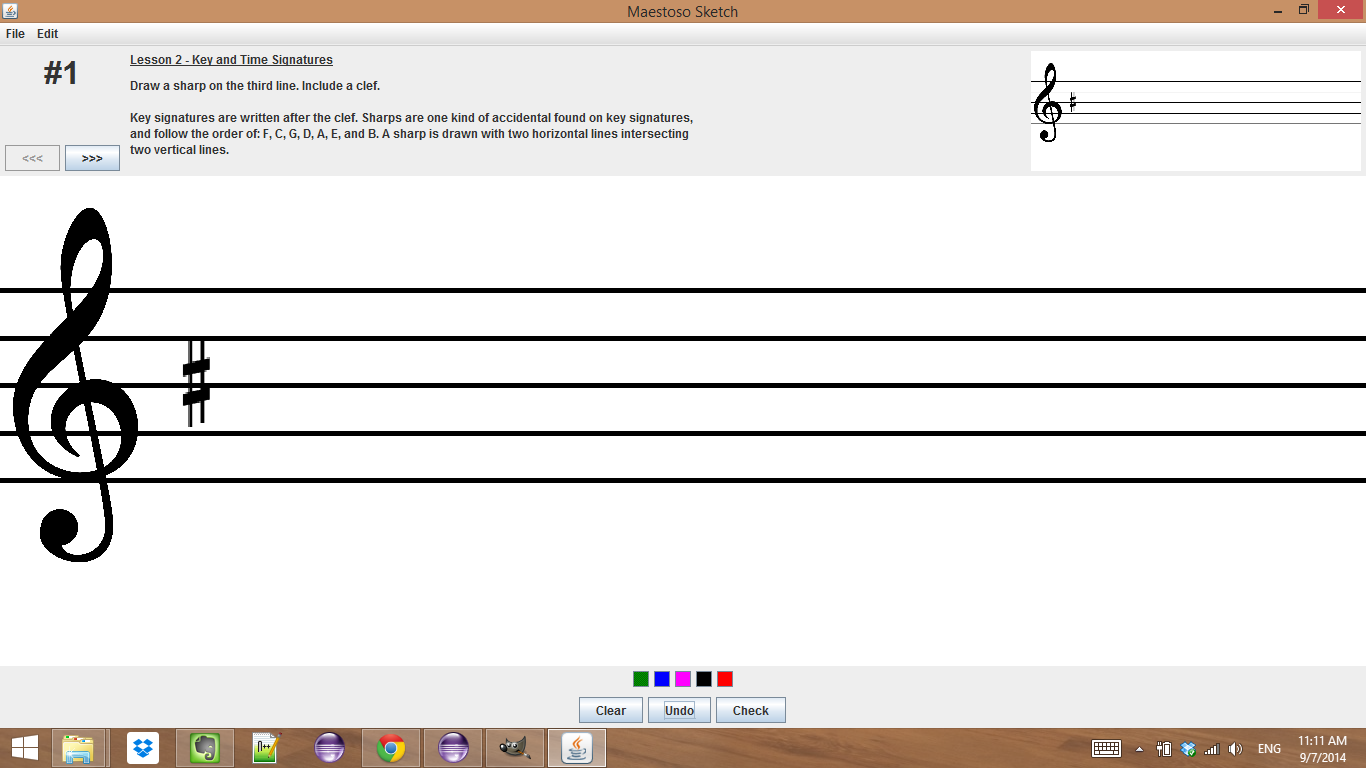 Maestoso Sketch
File Edit
#1
Lesson 2 - Key and Time Signatures
Draw a sharp on the third line. Include a clef.
Key signatures are written after the clef. Sharps are one kind of accidental found on key signatures,
and follow the order of: F, C, G, D, A, E, and B. A sharp is drawn with two horizontal lines intersecting
two vertical lines.
<<< >>>
Clear Undo Check
ENG
11:11 AM
9/7/2014